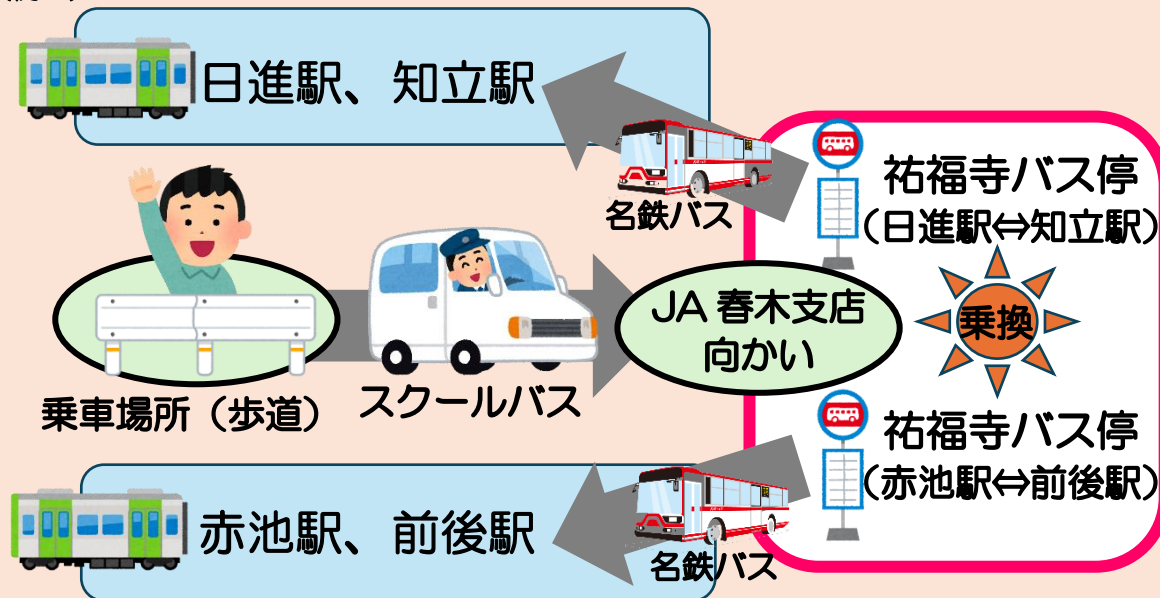 日進駅、知立駅
名鉄バス
祐福寺バス停
(日進駅⇔知立駅)
JA 春木支店
向かい
乗換
乗車場所（歩道）
スクールバス
祐福寺バス停
(赤池駅⇔前後駅)
赤池駅、前後駅
名鉄バス